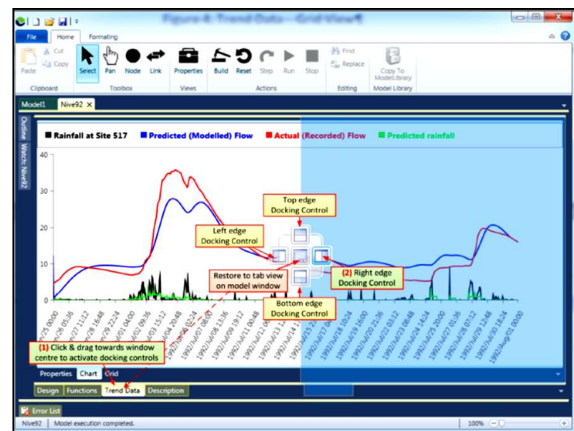 Figure 4: Trend Data – Grid View¶
File Home Formating
Paste Cut Copy Select Pan Node Link Properties Build Reset Step Run Stop Find Replace Copy To ModelLibrary
Clipboard Toolbox Views Actions Editing Model Library
Model1 Nive92 ×
Outline
Watch: Nive92
Rainfall at Site 517 Predicted (Modelled) Flow Actual (Recorded) Flow Predicted rainfall
40
30
20
10
0
Top edge
Docking Control
Left edge
Docking Control
Restore to tab view
on model window
(2) Right edge
Docking Control
Bottom edge
Docking Control
(1) Click & drag towards window
centre to activate docking controls
Properties Chart Grid
Design Functions Trend Data Description
Error List
Nive92 Model execution completed. 100%